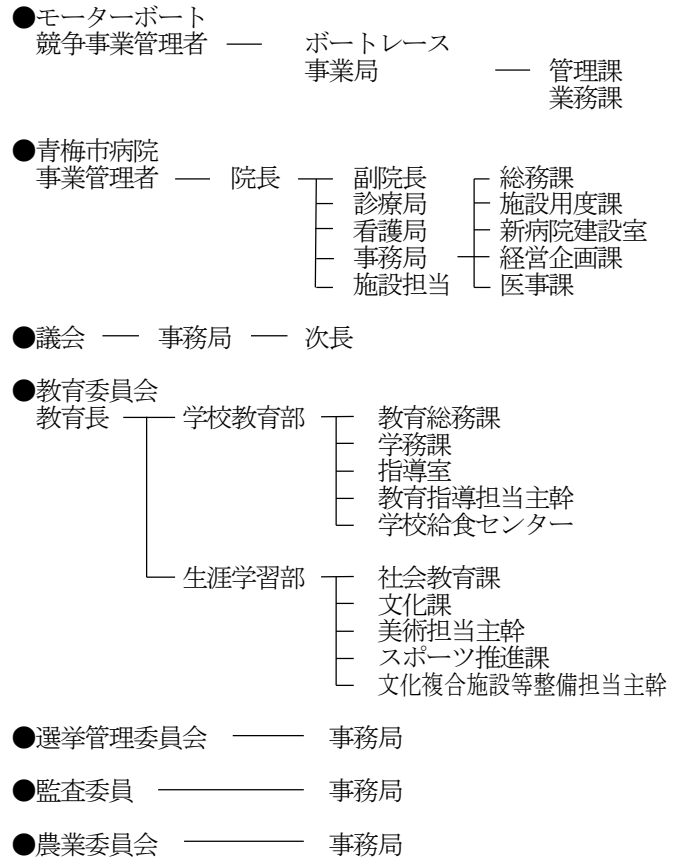 ●モーターボート
競争事業管理者 ― ボートレース
事業局 ― 管理課
業務課
●青梅市病院
事業管理者 ― 院長 副院長 総務課
診療局 施設用度課
看護局 新病院建設室
事務局 経営企画課
施設担当 医事課
●議会 ― 事務局 ― 次長
●教育委員会
教育長 学校教育部 教育総務課
学務課
指導室
教育指導担当主幹
学校給食センター
生涯学習部 社会教育課
文化課
美術担当主幹
スポーツ推進課
文化複合施設等整備担当主幹
●選挙管理委員会 ― 事務局
●監査委員 ― 事務局
●農業委員会 ― 事務局